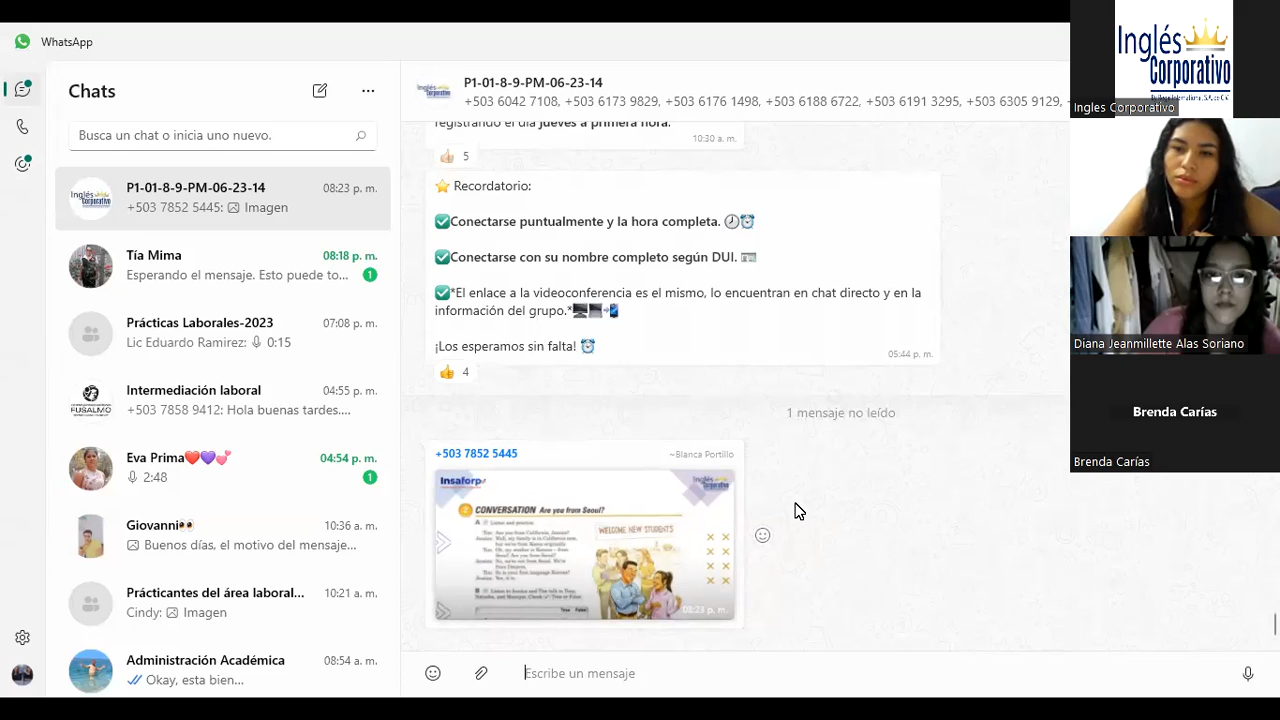 WhatsApp
Chats
Busca un chat o inicia uno nuevo.
P1-01-8-9-PM-06-23-14
08:23 p. m.
+503 7852 5445: Imagen
Tía Mima
08:18 p. m.
Esperando el mensaje. Esto puede to...
1
Prácticas Laborales-2023
07:08 p. m.
Lic Eduardo Ramirez: 0:15
Intermediación laboral
04:55 p. m.
+503 7858 9412: Hola buenas tardes....
FUSALMO
Eva Prima❤️💜💕
04:54 p. m.
2:48
1
Giovanni👀
10:36 a. m.
Buenos días, el motivo del mensaje...
Prácticantes del área laboral...
10:21 a. m.
Cindy: Imagen
Administración Académica
08:54 a. m.
Okay, esta bien...
P1-01-8-9-PM-06-23-14
+503 6142 7108, +503 6173 9829, +503 6176 1498, +503 6188 6722, +503 6191 3295, +503 6305 9129,
registrando el día jueves a primera hora.
10:30 a. m.
👍🏻 5
⭐ Recordatorio:
✅Conectarse puntualmente y la hora completa. 🕗⏰
✅Conectarse con su nombre completo según DUI. 🪪
✅*El enlace a la videoconferencia es el mismo, lo encuentran en chat directo y en la
información del grupo.*💻📲
¡Los esperamos sin falta! ⏰
05:44 p. m.
👍 4
1 mensaje no leído
+503 7852 5445
~Blanca Portillo
Insaforp
Inglés Corporativo
2 CONVERSATION Are you from Seoul?
A Listen and practice.
WELCOME NEW STUDENTS
True False
08:23 p. m.
Escribe un mensaje
Inglés
Corporativo
Ingles Corporativo
Diana Jeanmillette Alas Soriano
Brenda Carías
Brenda Carías